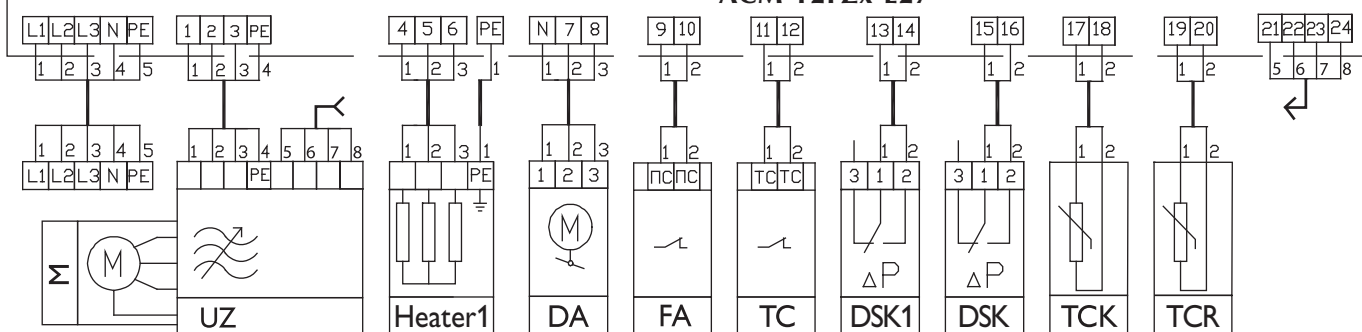 L1 L2 L3 N PE 1 2 3 PE 4 5 6 PE N 7 8 9 10 11 12 13 14 15 16 17 18 19 20 21 22 23 24
1 2 3 4 5 1 2 3 4 1 2 3 1 1 2 3 1 2 1 2 1 2 1 2 1 2 1 2 5 6 7 8
1 2 3 4 5 1 2 3 4 5 6 7 8 1 2 3 1 1 2 3 1 2 1 2 1 2 1 2 1 2 1 2
L1 L2 L3 N PE PE PE 1 2 3 ПС ПС ТС ТС 3 1 2 3 1 2
M M M
Δ P Δ P
UZ Heater1 DA FA TC DSK1 DSK TCK TCR